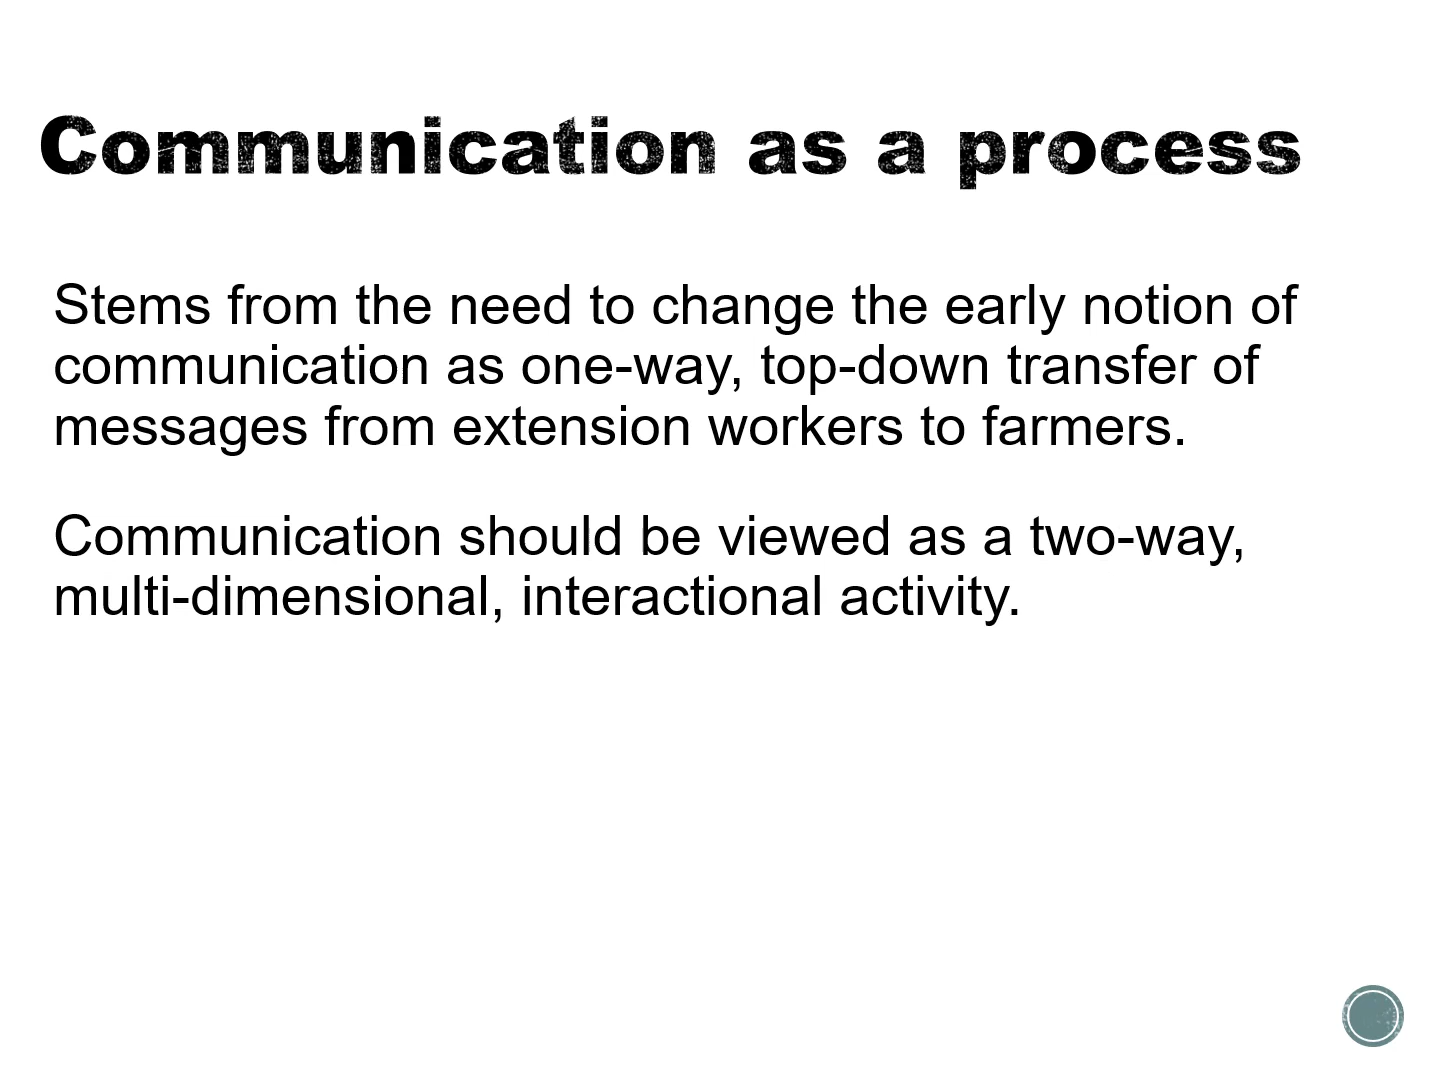 Communication as a process
Stems from the need to change the early notion of
communication as one-way, top-down transfer of
messages from extension workers to farmers.
Communication should be viewed as a two-way,
multi-dimensional, interactional activity.